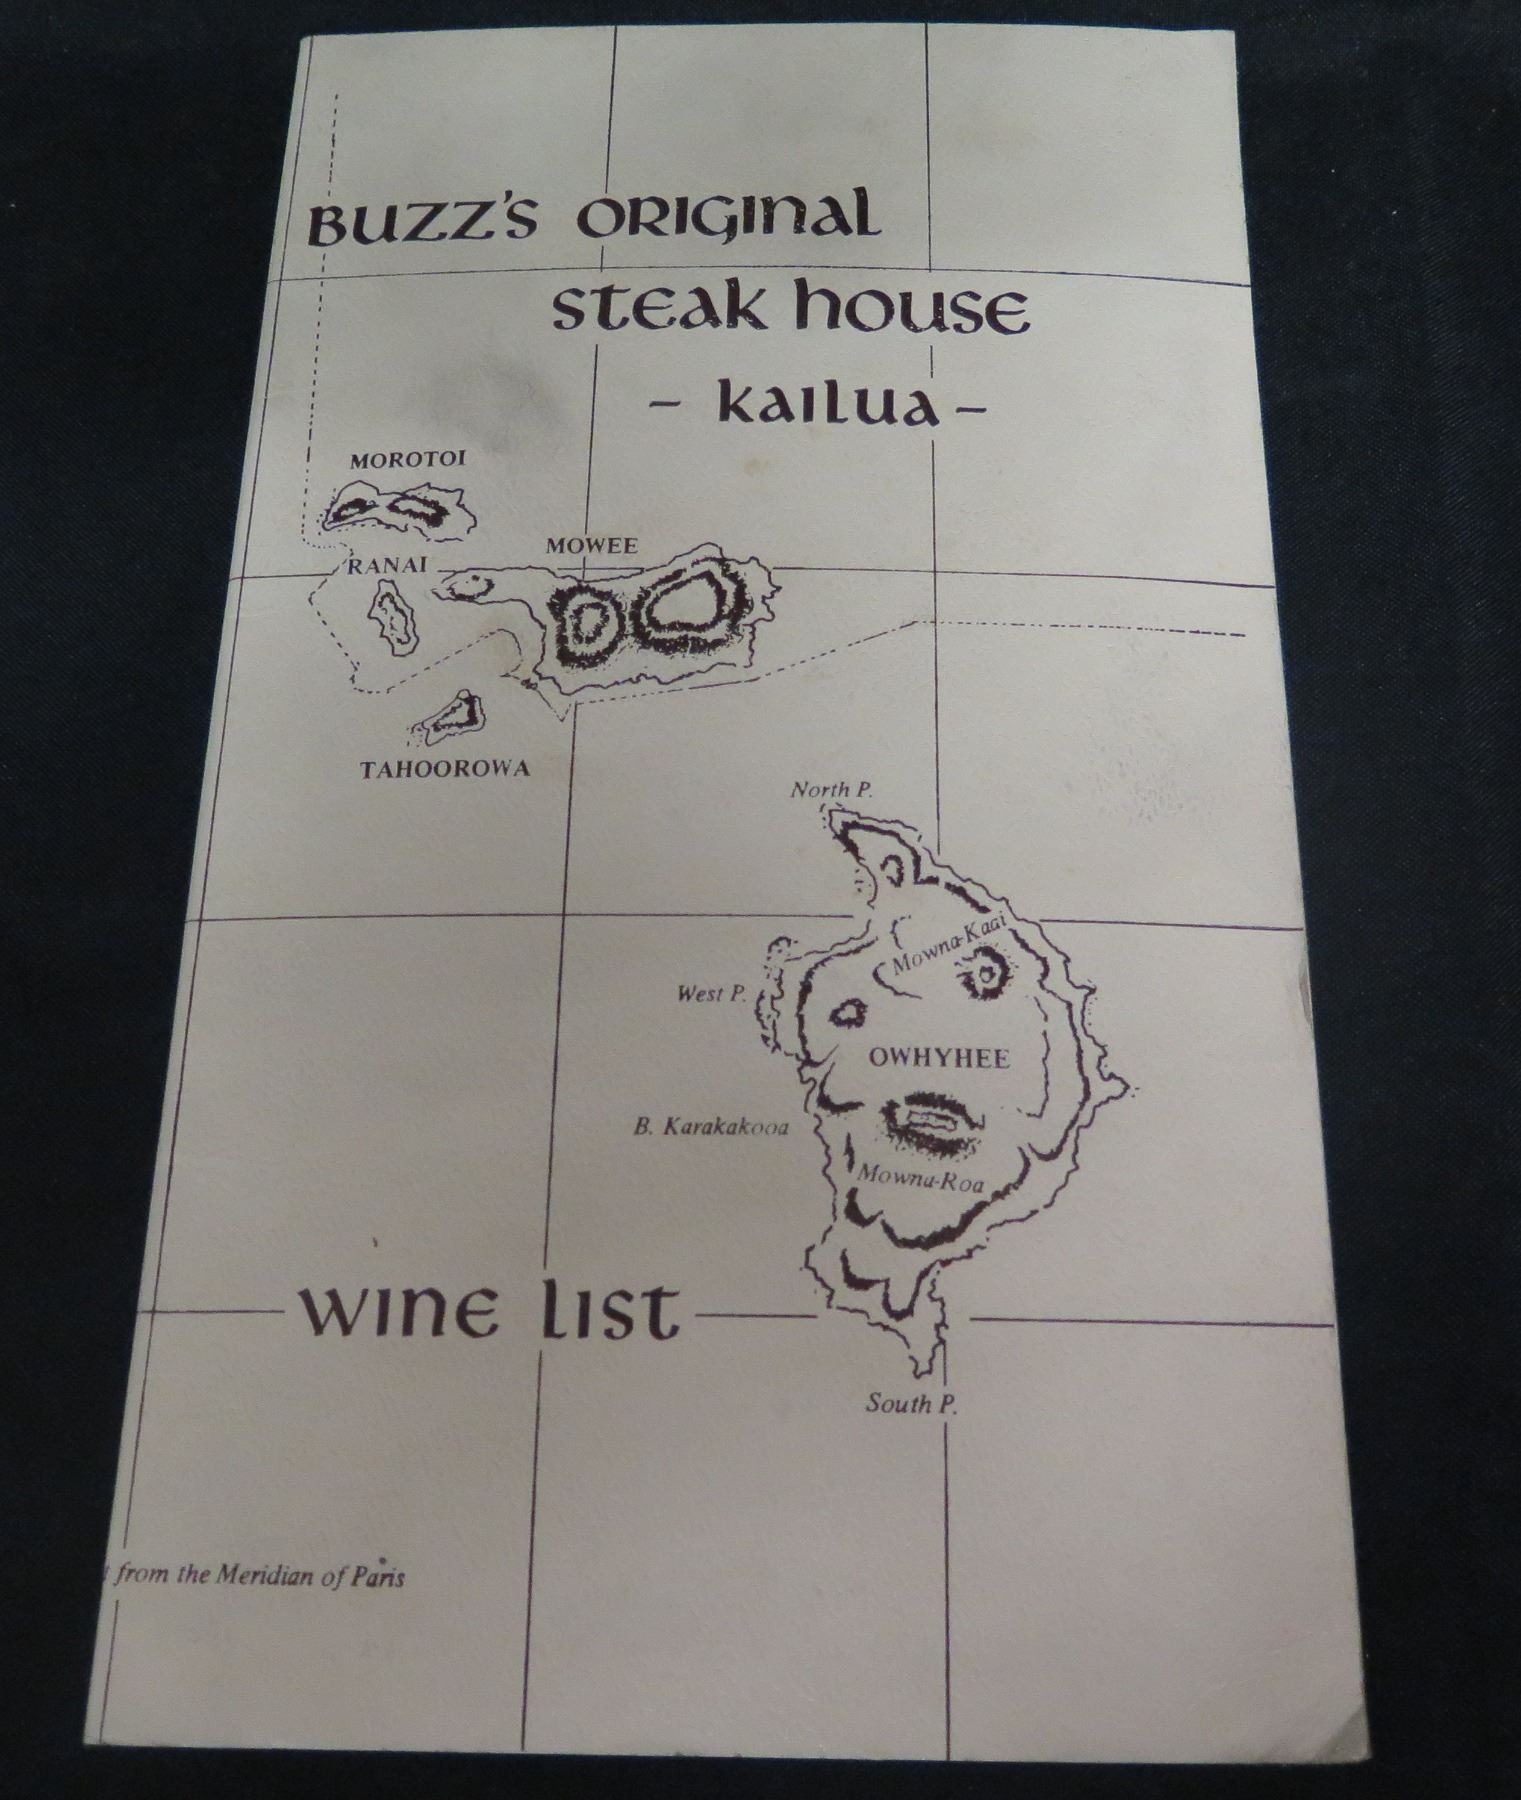 BUZZ'S ORIGINAL
STEAK HOUSE
- KAILUA -
MOROTOI
MOWEE
RANAI
TAHOOROWA
North P.
Mowna-Kaai
West P.
OWHYHEE
B. Karakakooa
Mowna-Roa
WINE LIST
South P.
from the Meridian of Paris